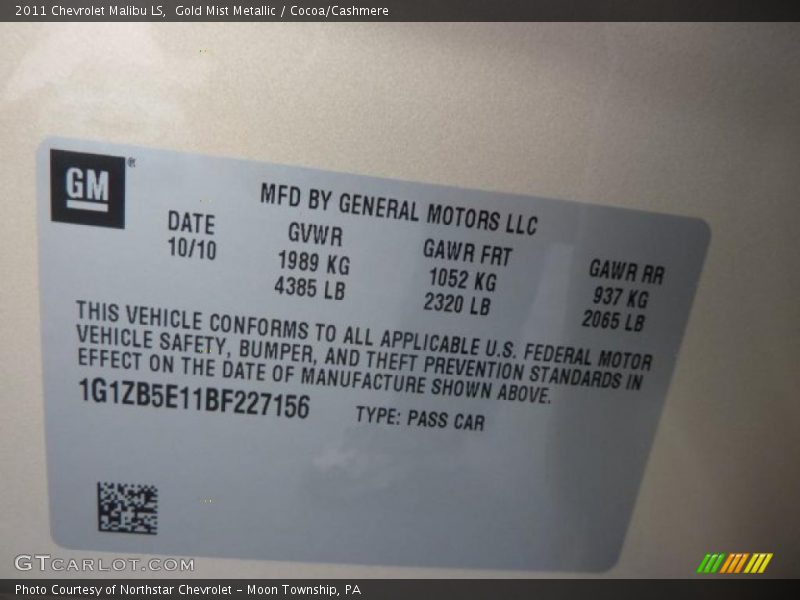 2011 Chevrolet Malibu LS,  Gold Mist Metallic / Cocoa/Cashmere
GM®
MFD BY GENERAL MOTORS LLC
DATE GVWR GAWR FRT GAWR RR
10/10 1989 KG 1052 KG 937 KG
4385 LB 2320 LB 2065 LB
THIS VEHICLE CONFORMS TO ALL APPLICABLE U.S. FEDERAL MOTOR
VEHICLE SAFETY, BUMPER, AND THEFT PREVENTION STANDARDS IN
EFFECT ON THE DATE OF MANUFACTURE SHOWN ABOVE.
1G1ZB5E11BF227156 TYPE: PASS CAR
GTCARLOT.COM
Photo Courtesy of Northstar Chevrolet - Moon Township, PA